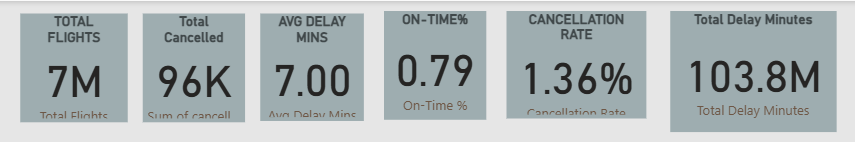 TOTAL
FLIGHTS
7M
Total Flights
Total
Cancelled
96K
Sum of cancell...
AVG DELAY
MINS
7.00
Avg Delay Mins
ON-TIME%
0.79
On-Time %
CANCELLATION
RATE
1.36%
Cancellation Rate
Total Delay Minutes
103.8M
Total Delay Minutes